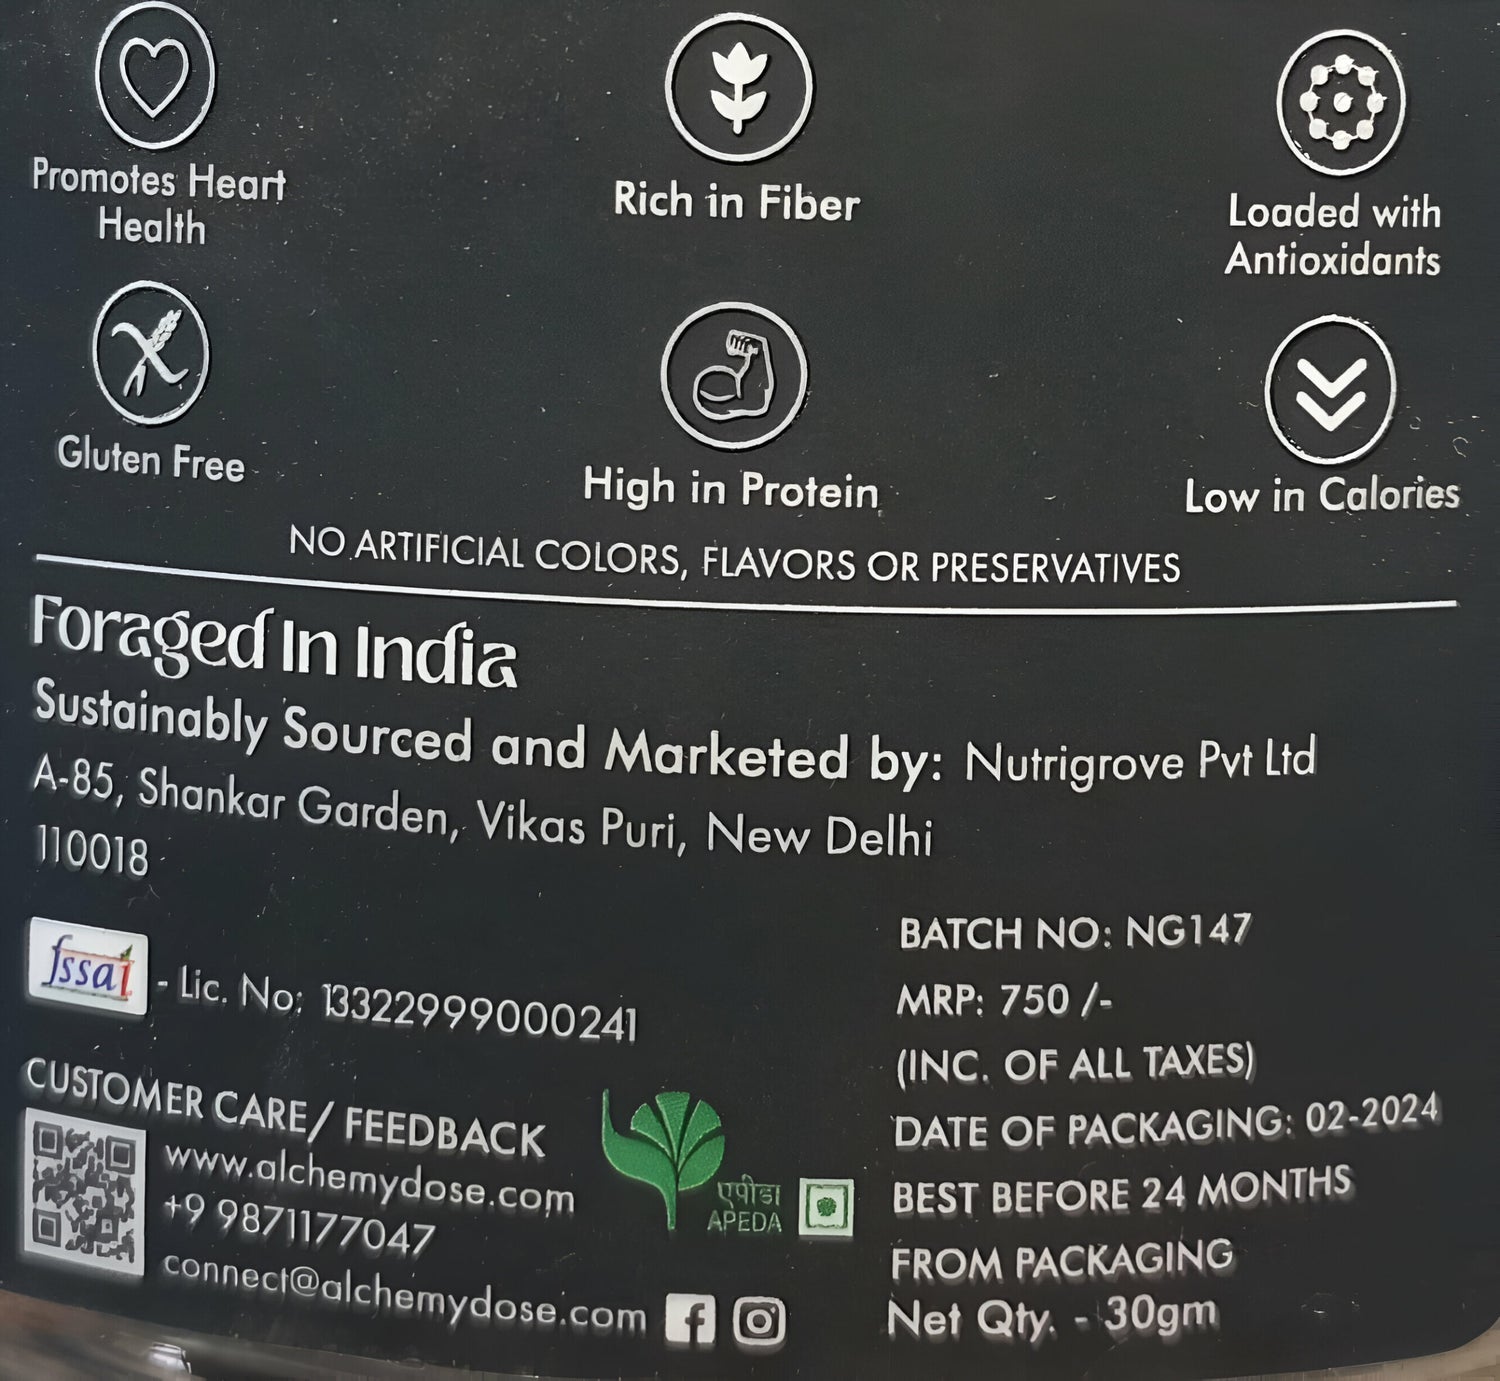 Promotes Heart
Health
Rich in Fiber
Loaded with
Antioxidants
Gluten Free
High in Protein
Low in Calories
NO ARTIFICIAL COLORS, FLAVORS OR PRESERVATIVES
Foraged In India
Sustainably Sourced and Marketed by: Nutrigrove Pvt Ltd
A-85, Shankar Garden, Vikas Puri, New Delhi
110018
fssai - Lic. No: 13322999000241
CUSTOMER CARE/ FEEDBACK
www.alchemydose.com
+9 9871177047
connect@alchemydose.com
एपीडा
APEDA
BATCH NO: NG147
MRP: 750 /-
(INC. OF ALL TAXES)
DATE OF PACKAGING: 02-2024
BEST BEFORE 24 MONTHS
FROM PACKAGING
Net Qty. - 30gm